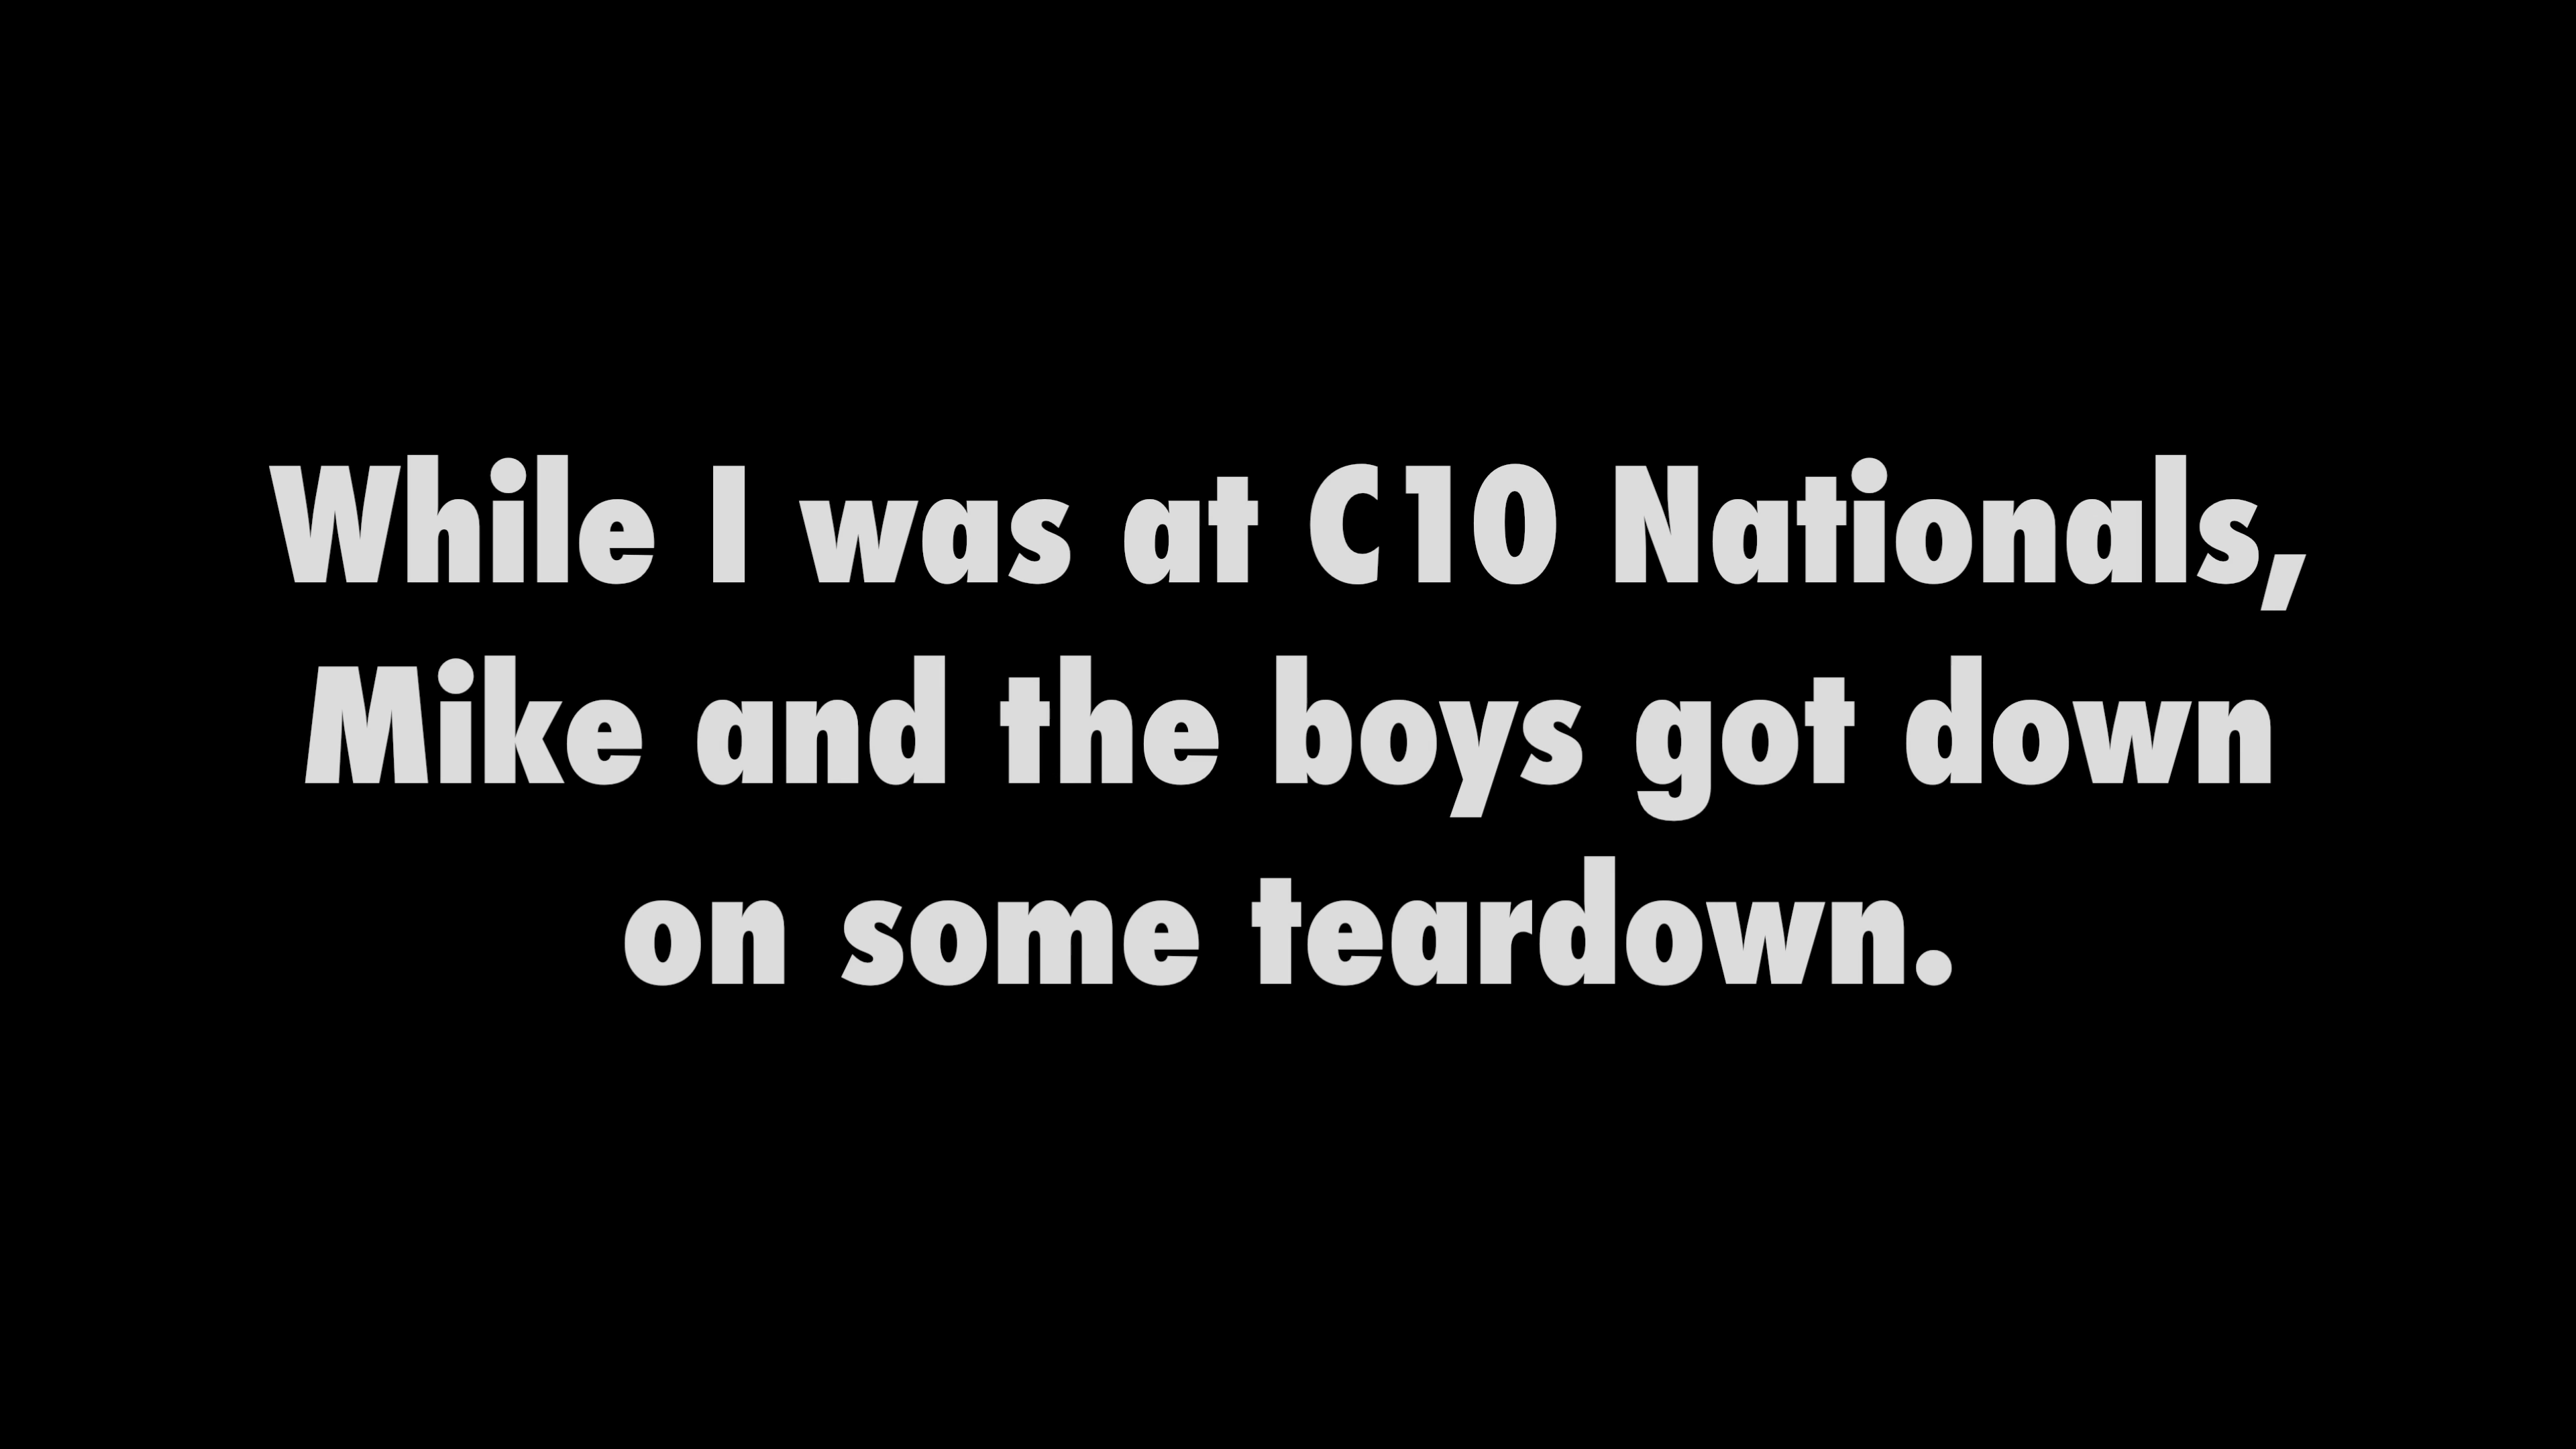 While I was at C10 Nationals,
Mike and the boys got down
on some teardown.